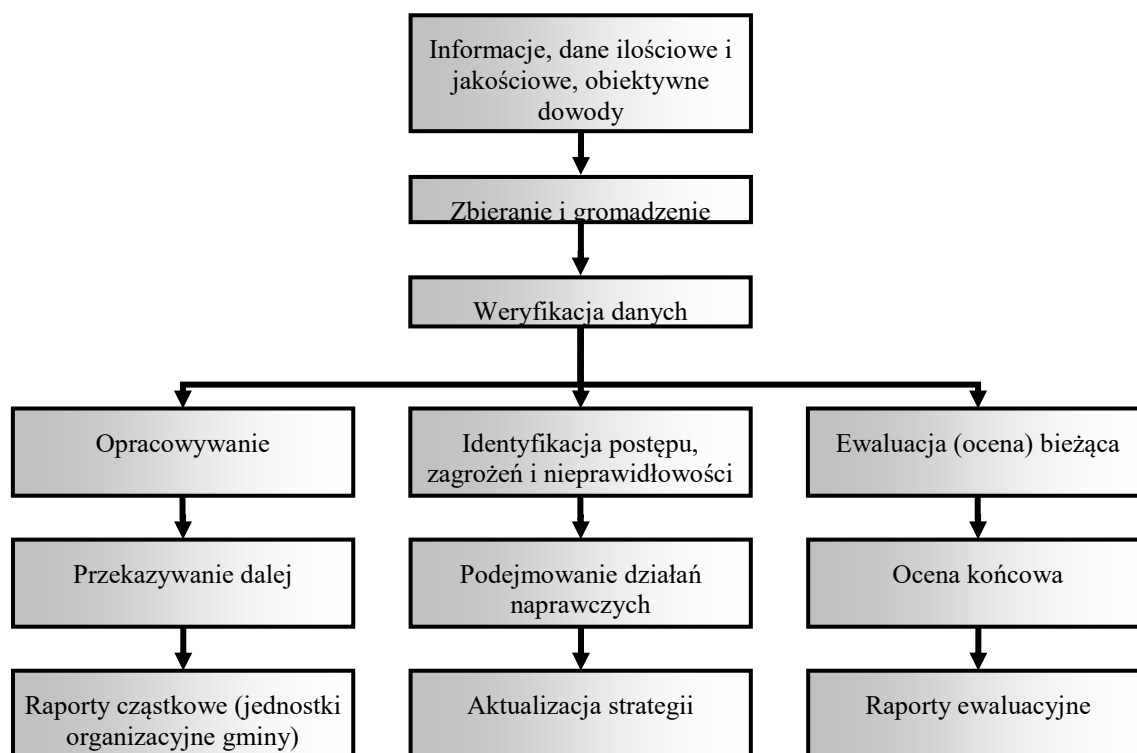 Informacje, dane ilościowe i
jakościowe, obiektywne
dowody
Zbieranie i gromadzenie
Weryfikacja danych
Opracowywanie
Identyfikacja postępu,
zagrożeń i nieprawidłowości
Ewaluacja (ocena) bieżąca
Przekazywanie dalej
Podejmowanie działań
naprawczych
Ocena końcowa
Raporty cząstkowe (jednostki
organizacyjne gminy)
Aktualizacja strategii
Raporty ewaluacyjne